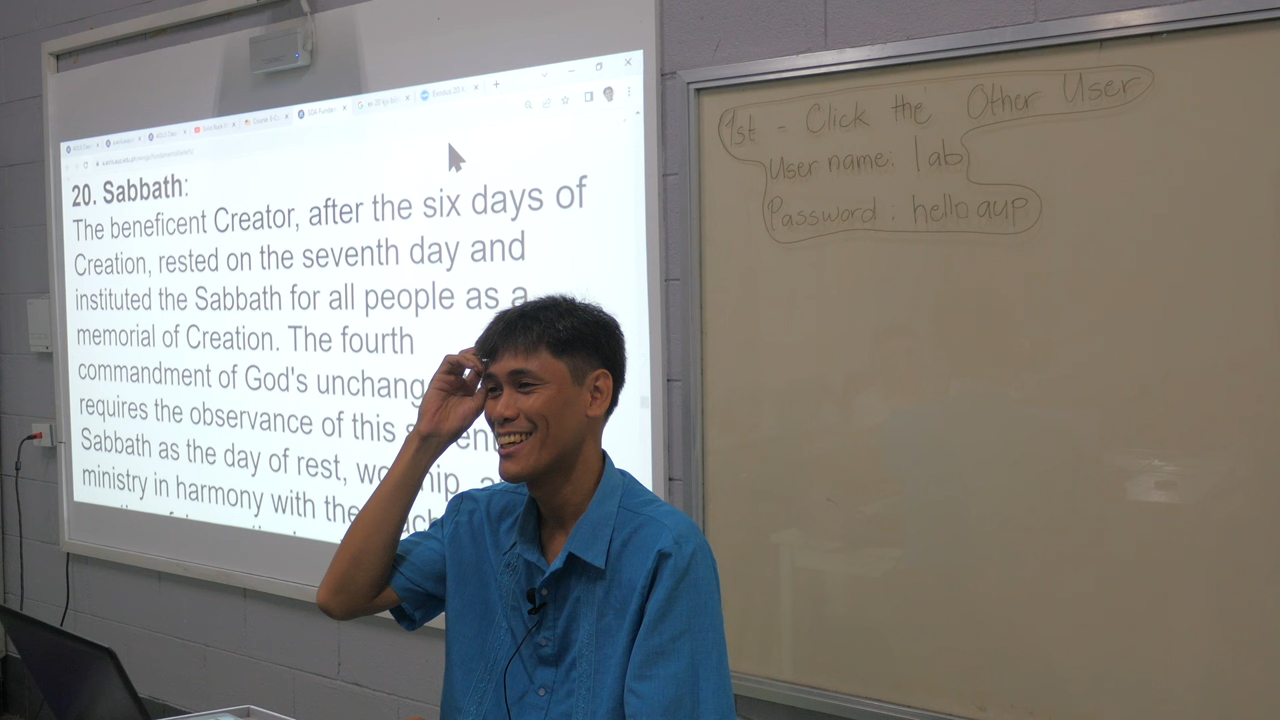 20. Sabbath:
The beneficent Creator, after the six days of
Creation, rested on the seventh day and
instituted the Sabbath for all people as a
memorial of Creation. The fourth
commandment of God's unchang
requires the observance of this
Sabbath as the day of rest,
ministry in harmony with the
1st - Click the Other User
User name: lab
Password: hello aup